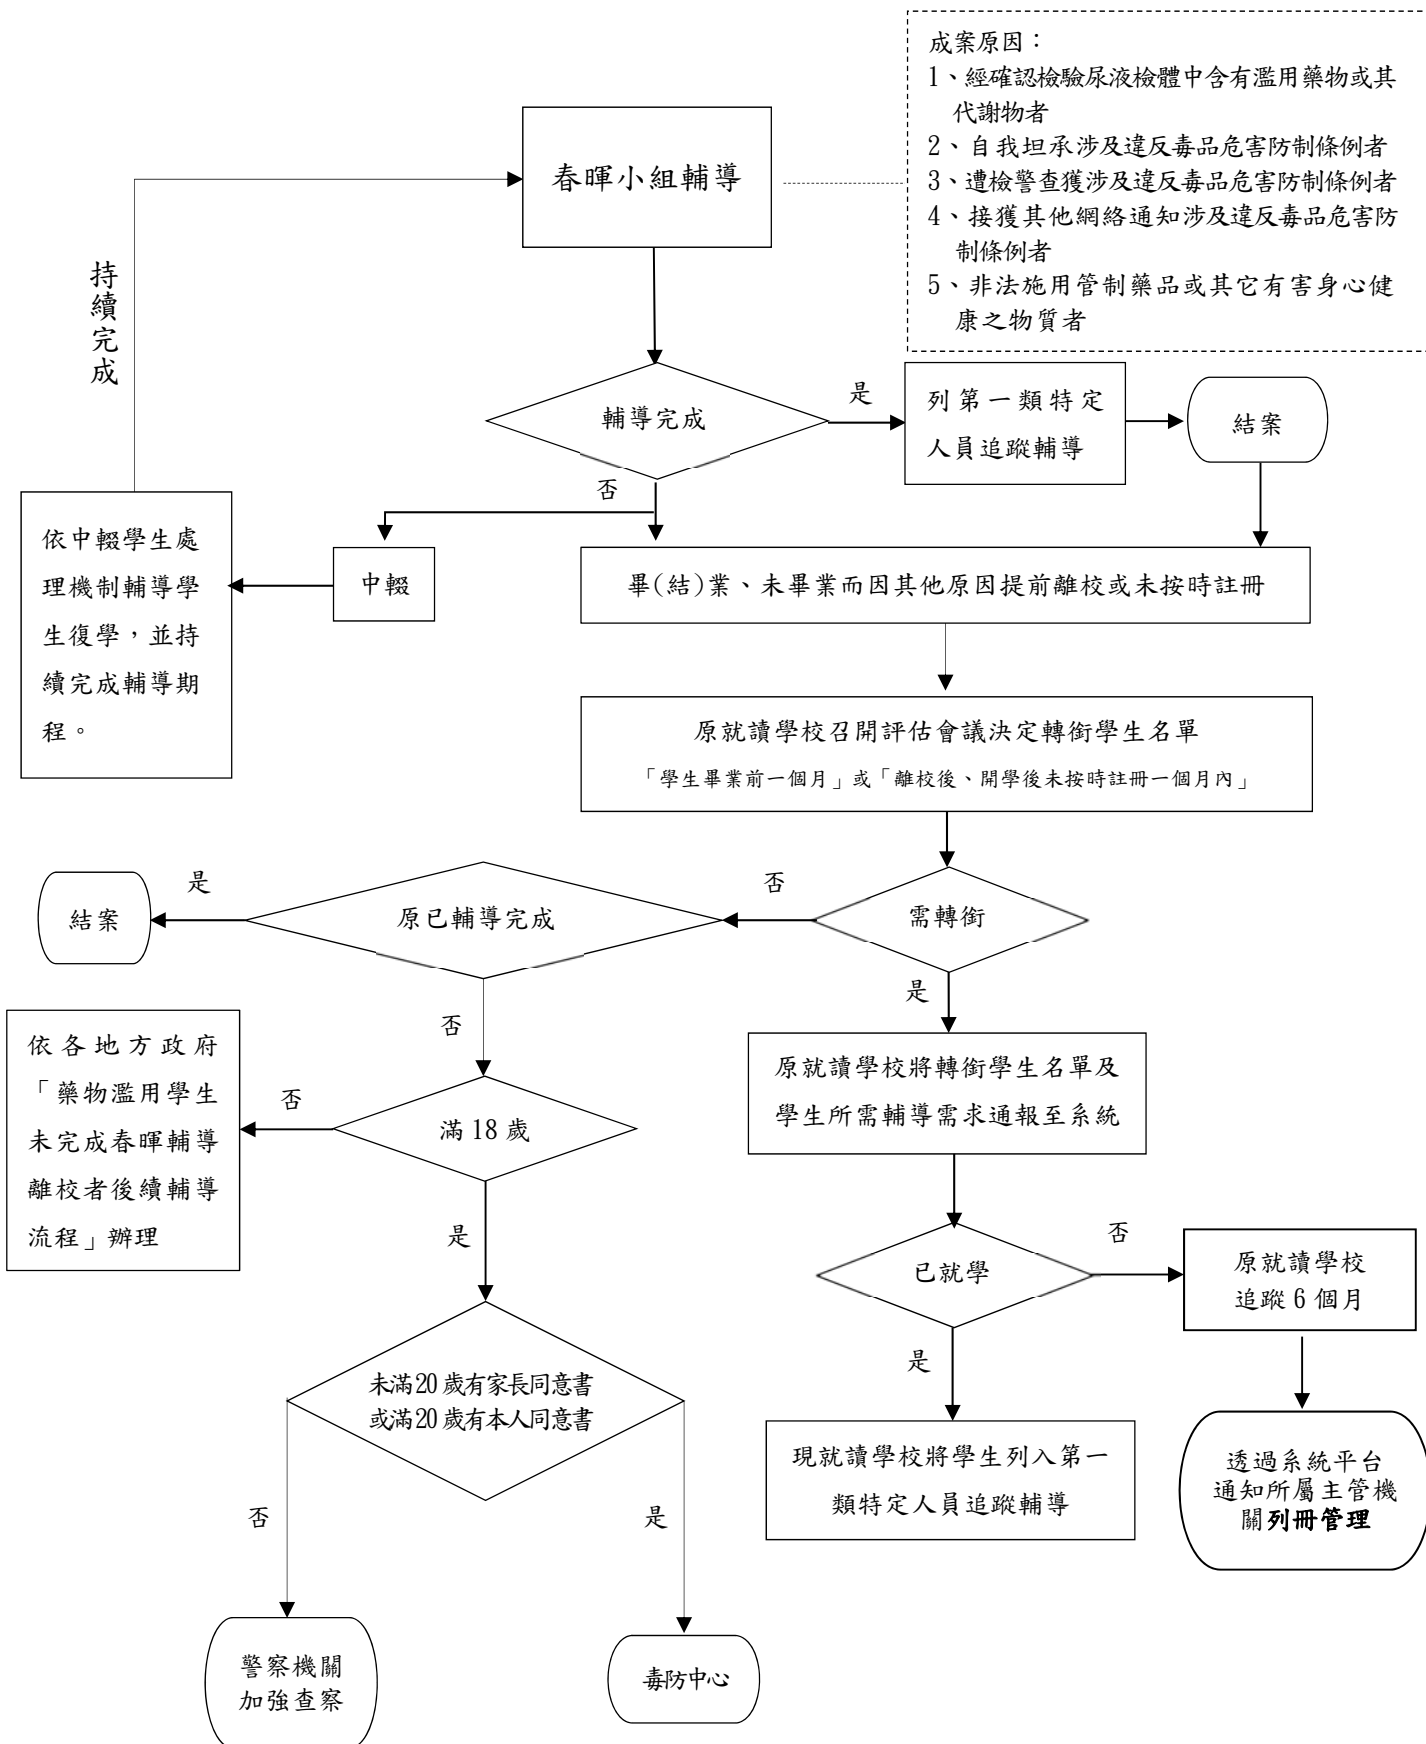 成案原因：
1、經確認檢驗尿液檢體中含有濫用藥物或其
代謝物者
2、自我坦承涉及違反毒品危害防制條例者
3、遭檢警查獲涉及違反毒品危害防制條例者
4、接獲其他網絡通知涉及違反毒品危害防
制條例者
5、非法施用管制藥品或其它有害身心健
康之物質者
春暉小組輔導
持續完成
輔導完成
是
列第一類特定
人員追蹤輔導
結案
否
中輟
依中輟學生處
理機制輔導學
生復學，並持
續完成輔導期
程。
畢(結)業、未畢業而因其他原因提前離校或未按時註冊
原就讀學校召開評估會議決定轉銜學生名單
「學生畢業前一個月」或「離校後、開學後未按時註冊一個月內」
需轉銜
否
原已輔導完成
是
結案
否
滿 18 歲
否
依各地方政府
「藥物濫用學生
未完成春暉輔導
離校者後續輔導
流程」辦理
是
未滿20歲有家長同意書
或滿20歲有本人同意書
否
警察機關
加強查察
是
毒防中心
是
原就讀學校將轉銜學生名單及
學生所需輔導需求通報至系統
已就學
否
原就讀學校
追蹤 6 個月
透過系統平台
通知所屬主管機
關列冊管理
是
現就讀學校將學生列入第一
類特定人員追蹤輔導